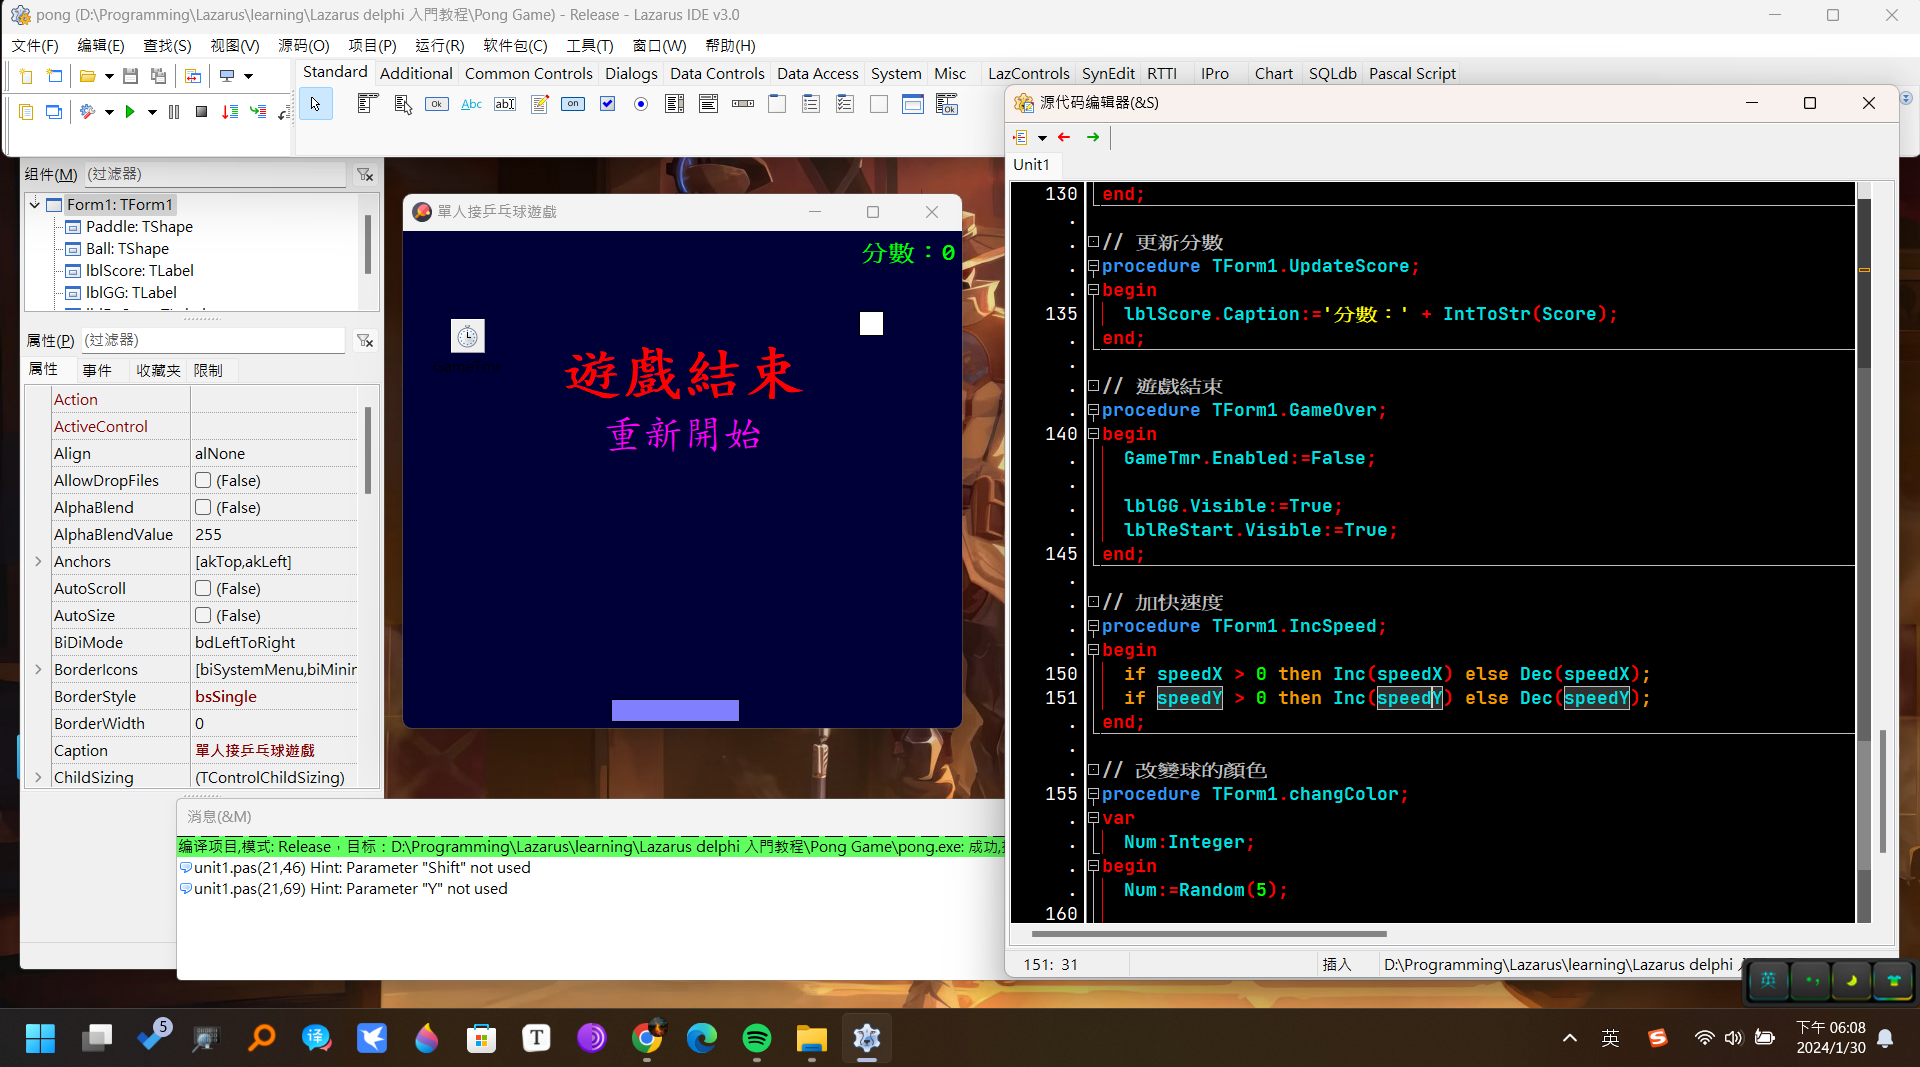 pong (D:\Programming\Lazarus\learning\Lazarus delphi 入門教程\Pong Game) - Release - Lazarus IDE v3.0
文件(F) 编辑(E) 查找(S) 视图(V) 源码(O) 项目(P) 运行(R) 软件包(C) 工具(T) 窗口(W) 帮助(H)
Standard Additional Common Controls Dialogs Data Controls Data Access System Misc LazControls SynEdit RTTI IPro Chart SQLdb Pascal Script
Ok Abc ab on Ok
组件(M) (过滤器)
Form1: TForm1
Paddle: TShape
Ball: TShape
lblScore: TLabel
lblGG: TLabel
属性(P) (过滤器)
属性 事件 收藏夹 限制
Action
ActiveControl
Align alNone
AllowDropFiles (False)
AlphaBlend (False)
AlphaBlendValue 255
Anchors [akTop,akLeft]
AutoScroll (False)
AutoSize (False)
BiDiMode bdLeftToRight
BorderIcons [biSystemMenu,biMinir
BorderStyle bsSingle
BorderWidth 0
Caption 單人接乒乓球遊戲
ChildSizing (TControlChildSizing)
單人接乒乓球遊戲
分數：0
遊戲結束
重新開始
消息(&M)
编译项目,模式: Release，目标：D:\Programming\Lazarus\learning\Lazarus delphi 入門教程\Pong Game\pong.exe: 成功,
unit1.pas(21,46) Hint: Parameter "Shift" not used
unit1.pas(21,69) Hint: Parameter "Y" not used
源代码编辑器(&S)
Unit1
130 end;
// 更新分數
procedure TForm1.UpdateScore;
begin
135 lblScore.Caption:='分數：' + IntToStr(Score);
end;
// 遊戲結束
procedure TForm1.GameOver;
140 begin
GameTmr.Enabled:=False;
lblGG.Visible:=True;
lblReStart.Visible:=True;
145 end;
// 加快速度
procedure TForm1.IncSpeed;
begin
150 if speedX > 0 then Inc(speedX) else Dec(speedX);
151 if speedY > 0 then Inc(speedY) else Dec(speedY);
end;
// 改變球的顏色
155 procedure TForm1.changColor;
var
Num:Integer;
begin
Num:=Random(5);
160
151: 31 插入 D:\Programming\Lazarus\learning\Lazarus delphi
英
5 译 T
英
下午 06:08
2024/1/30